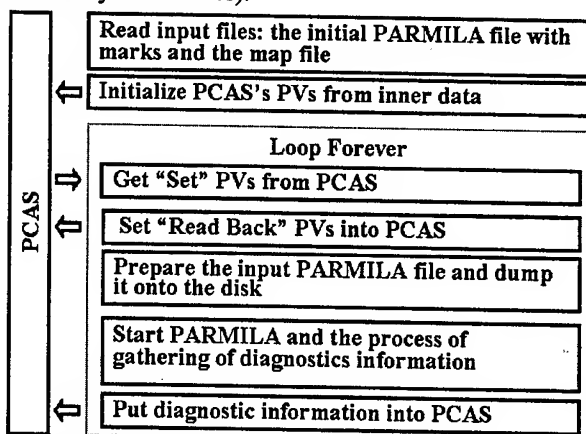 Read input files: the initial PARMILA file with
marks and the map file
Initialize PCAS's PVs from inner data
PCAS
Loop Forever
Get “Set” PVs from PCAS
Set “Read Back” PVs into PCAS
Prepare the input PARMILA file and dump
it onto the disk
Start PARMILA and the process of
gathering of diagnostics information
Put diagnostic information into PCAS